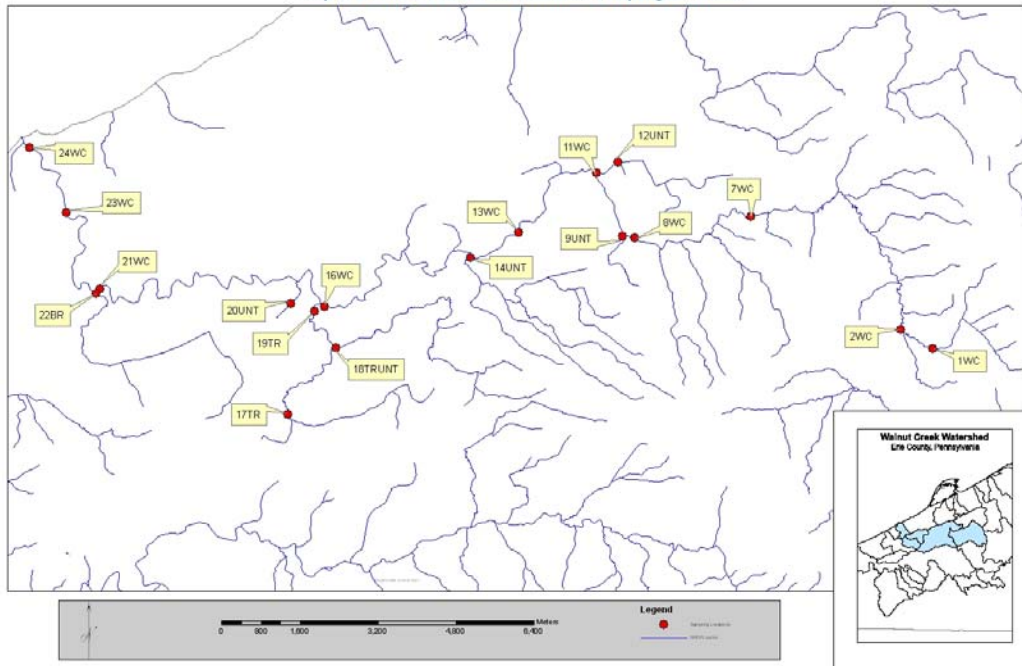 12UNT
11WC
24WC
7WC
23WC
13WC
8WC
9UNT
14UNT
21WC
16WC
22BR
20UNT
19TR
2WC
18TRUNT
1WC
17TR
Walnut Creek Watershed
Erie County, Pennsylvania
Legend
Meters
0 800 1,600 3,200 4,800 6,400